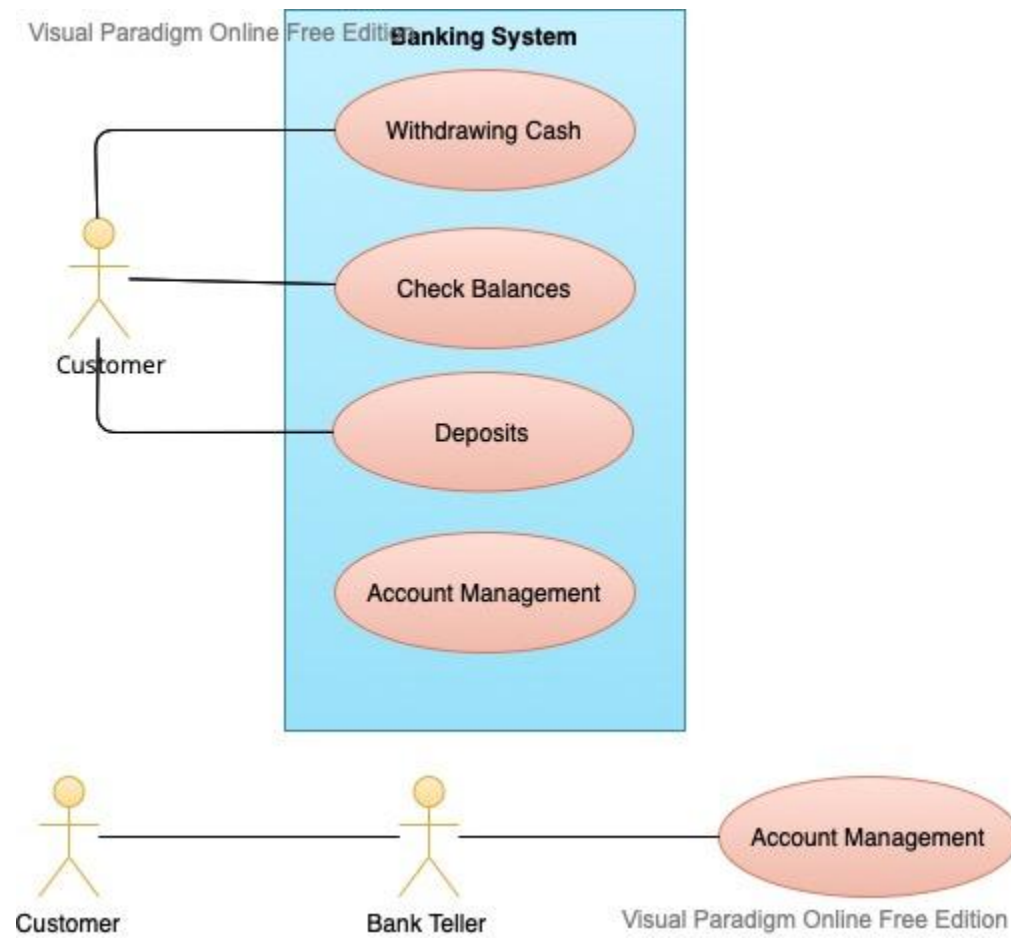 Visual Paradigm Online Free Edition
Banking System
Withdrawing Cash
Check Balances
Customer
Deposits
Account Management
Account Management
Customer
Bank Teller
Visual Paradigm Online Free Edition